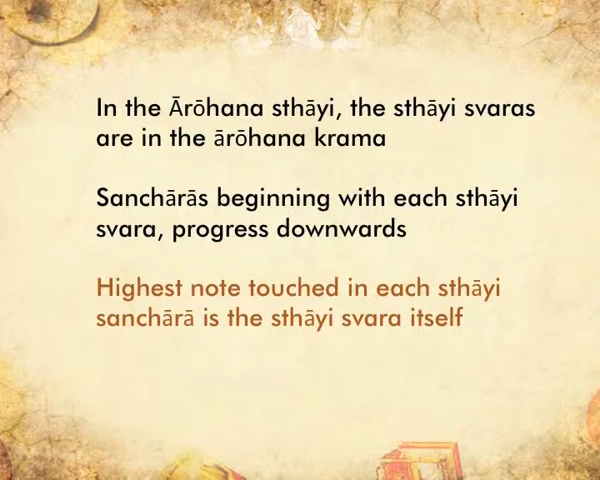 In the Ārōhana sthāyi, the sthāyi svaras
are in the ārōhana krama
Sanchārās beginning with each sthāyi
svara, progress downwards
Highest note touched in each sthāyi
sanchārā is the sthāyi svara itself